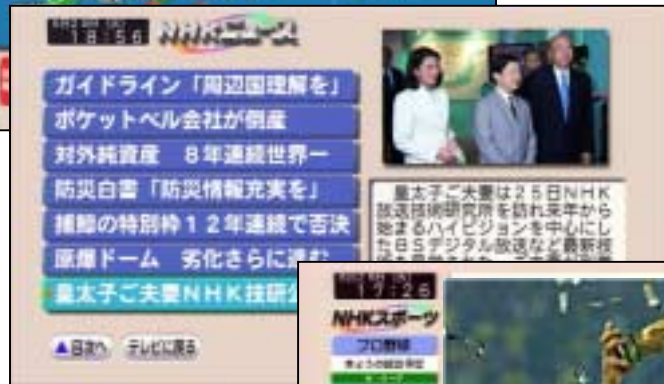 18:56 NHKニュース
ガイドライン「周辺国理解を」
ポケットベル会社が倒産
対外純資産　8年連続世界一
防災白書「防災情報充実を」
捕鯨の特別枠12年連続で否決
原爆ドーム　劣化さらに進む
皇太子ご夫妻NHK技研
▲目次へ　テレビに戻る
皇太子ご夫妻は25日NHK
放送技術研究所を訪れ来年から
始まるハイビジョンを中心にし
たBSデジタル放送など最新技
17:26
NHKスポーツ
プロ野球